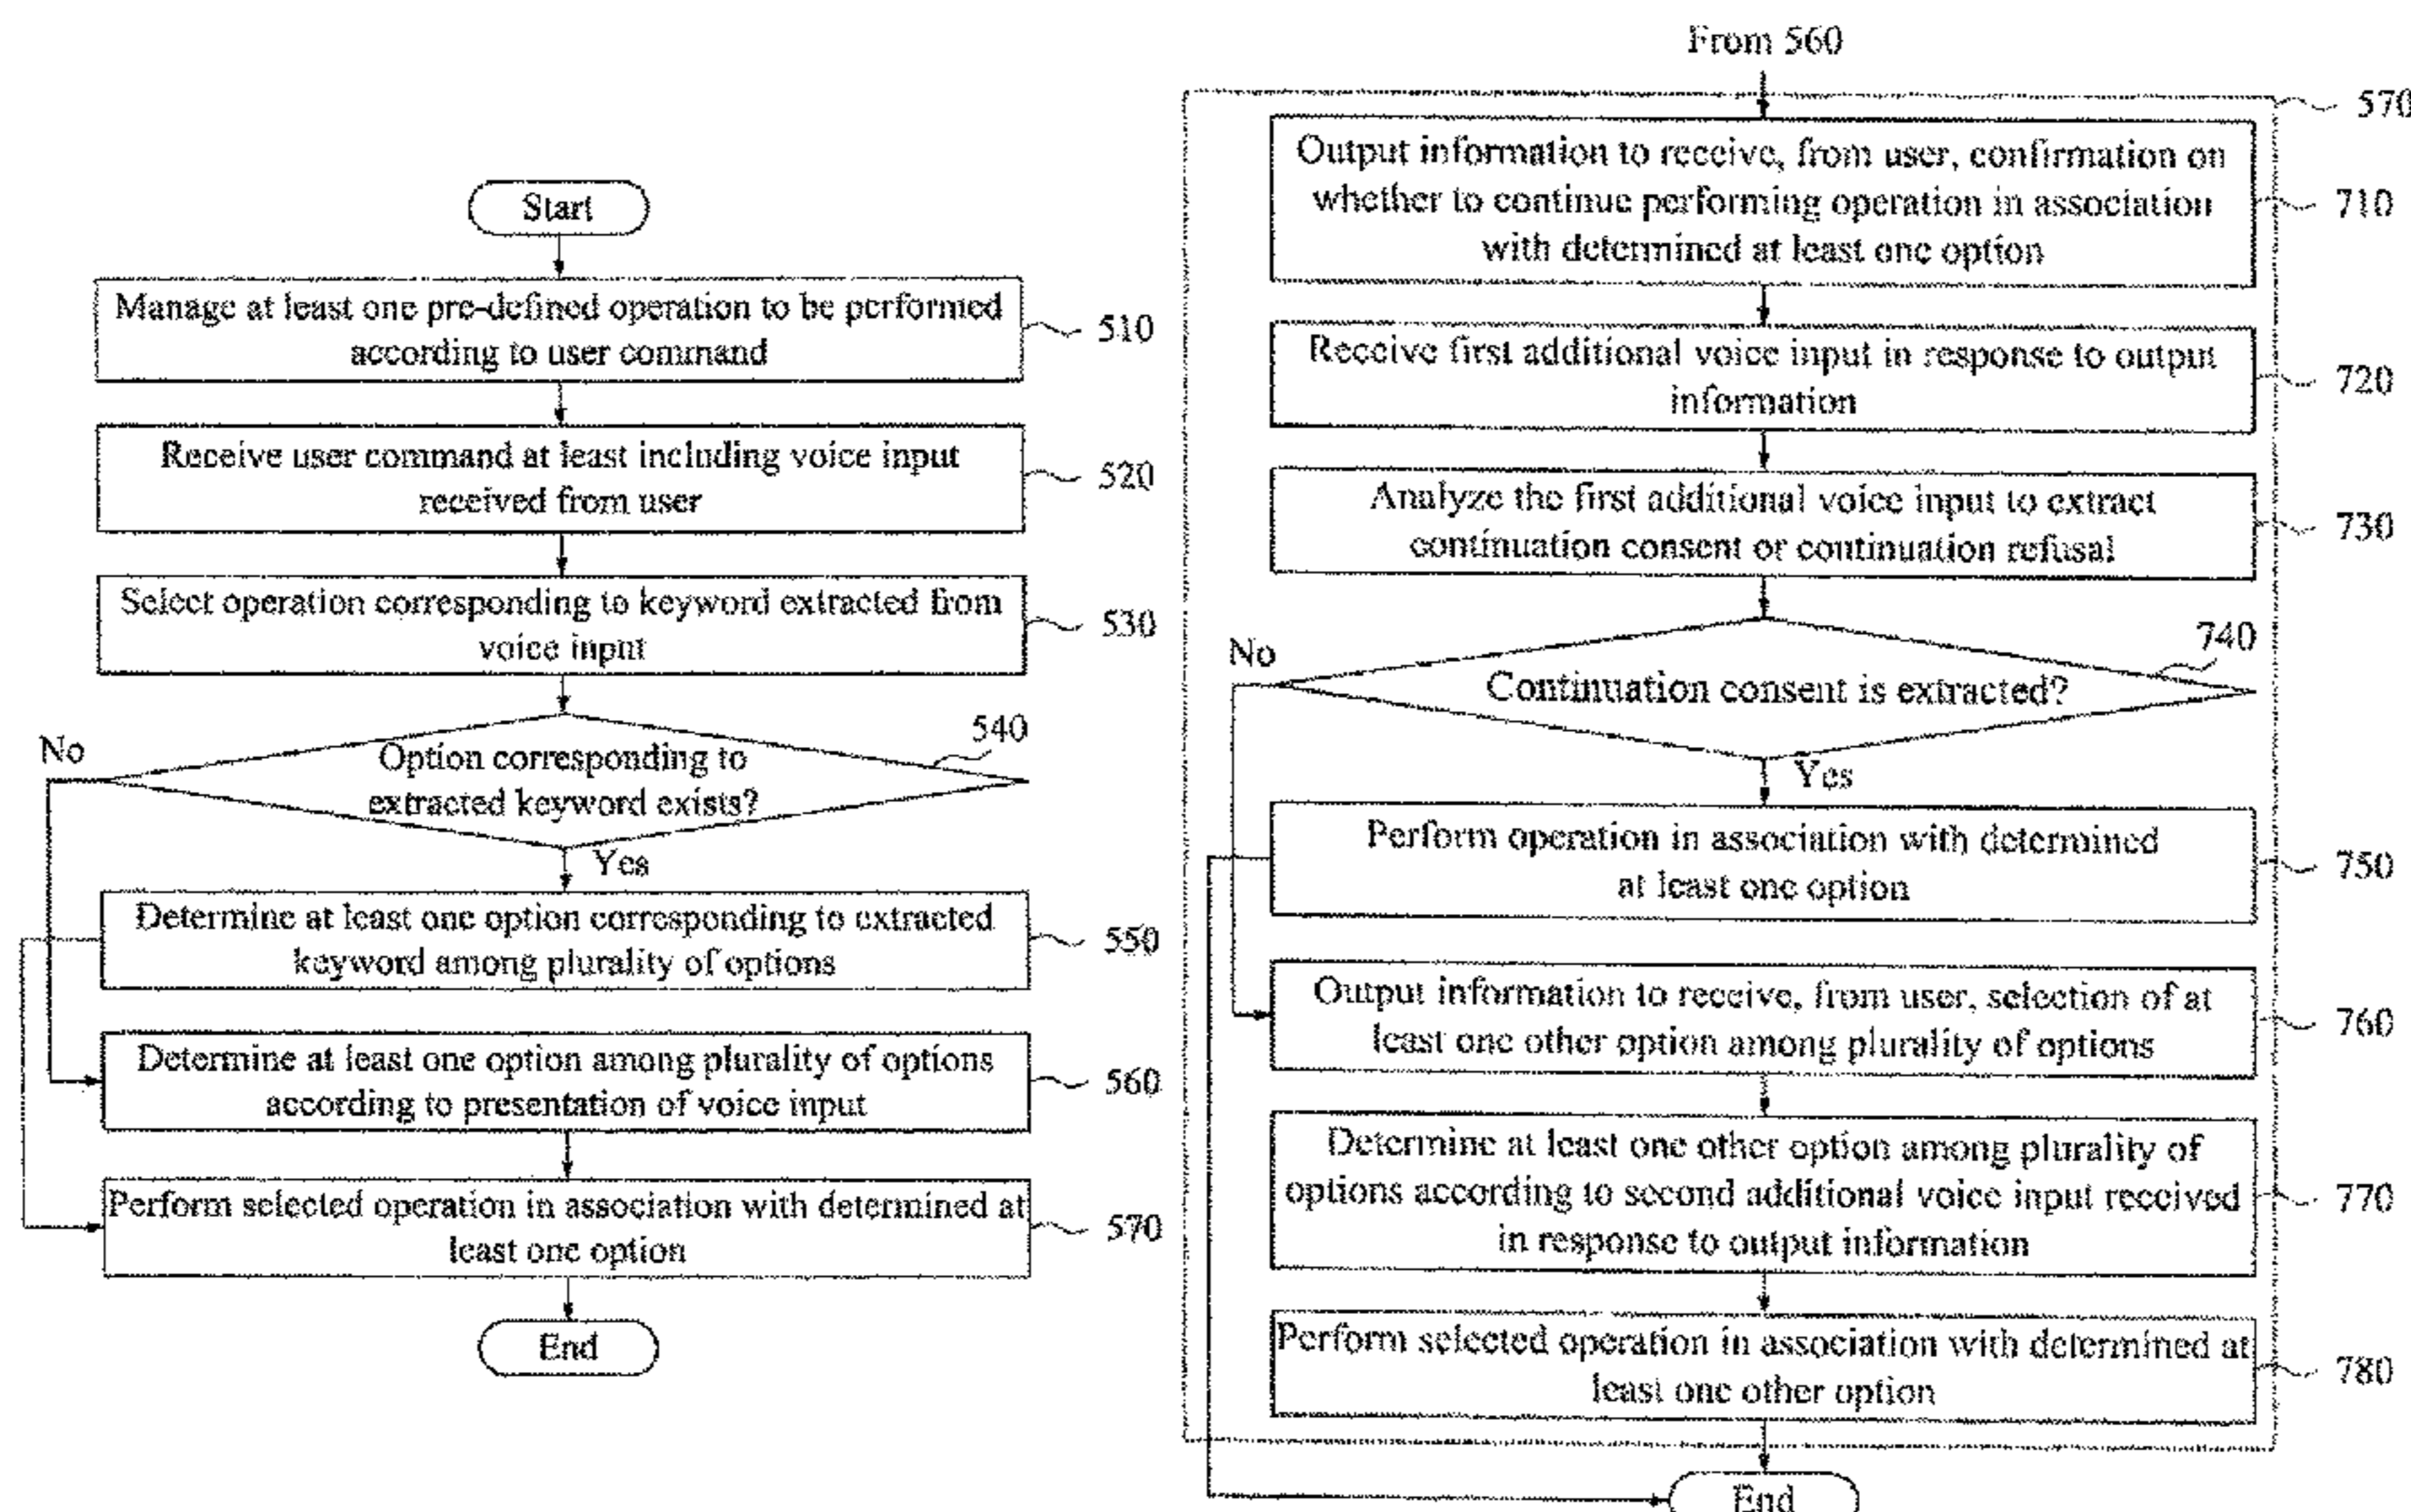 Start
Manage at least one pre-defined operation to be performed
according to user command
510
Receive user command at least including voice input
received from user
520
Select operation corresponding to keyword extracted from
voice input
530
No
540
Option corresponding to
extracted keyword exists?
Yes
Determine at least one option corresponding to extracted
keyword among plurality of options
550
Determine at least one option among plurality of options
according to presentation of voice input
560
Perform selected operation in association with determined at
least one option
570
End
From 560
570
Output information to receive, from user, confirmation on
whether to continue performing operation in association
with determined at least one option
710
Receive first additional voice input in response to output
information
720
Analyze the first additional voice input to extract
continuation consent or continuation refusal
730
No
740
Continuation consent is extracted?
Yes
Perform operation in association with determined
at least one option
750
Output information to receive, from user, selection of at
least one other option among plurality of options
760
Determine at least one other option among plurality of
options according to second additional voice input received
in response to output information
770
Perform selected operation in association with determined at
least one other option
780
End